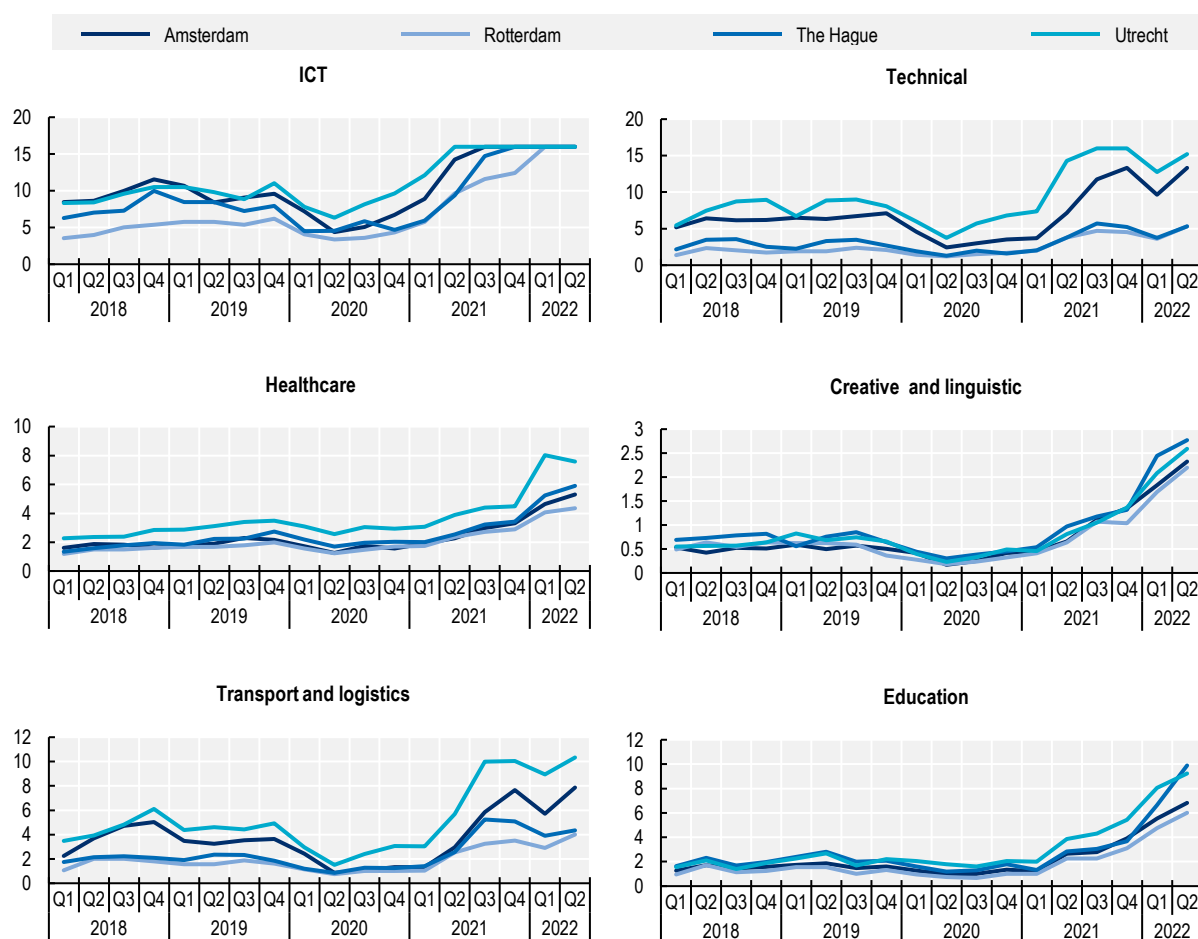 Amsterdam Rotterdam The Hague Utrecht
ICT
20
15
10
5
0
Q1 Q2 Q3 Q4 Q1 Q2 Q3 Q4 Q1 Q2 Q3 Q4 Q1 Q2 Q3 Q4 Q1 Q2
2018 2019 2020 2021 2022
Technical
20
15
10
5
0
Q1 Q2 Q3 Q4 Q1 Q2 Q3 Q4 Q1 Q2 Q3 Q4 Q1 Q2 Q3 Q4 Q1 Q2
2018 2019 2020 2021 2022
Healthcare
10
8
6
4
2
0
Q1 Q2 Q3 Q4 Q1 Q2 Q3 Q4 Q1 Q2 Q3 Q4 Q1 Q2 Q3 Q4 Q1 Q2
2018 2019 2020 2021 2022
Creative and linguistic
3
2.5
2
1.5
1
0.5
0
Q1 Q2 Q3 Q4 Q1 Q2 Q3 Q4 Q1 Q2 Q3 Q4 Q1 Q2 Q3 Q4 Q1 Q2
2018 2019 2020 2021 2022
Transport and logistics
12
10
8
6
4
2
0
Q1 Q2 Q3 Q4 Q1 Q2 Q3 Q4 Q1 Q2 Q3 Q4 Q1 Q2 Q3 Q4 Q1 Q2
2018 2019 2020 2021 2022
Education
12
10
8
6
4
2
0
Q1 Q2 Q3 Q4 Q1 Q2 Q3 Q4 Q1 Q2 Q3 Q4 Q1 Q2 Q3 Q4 Q1 Q2
2018 2019 2020 2021 2022